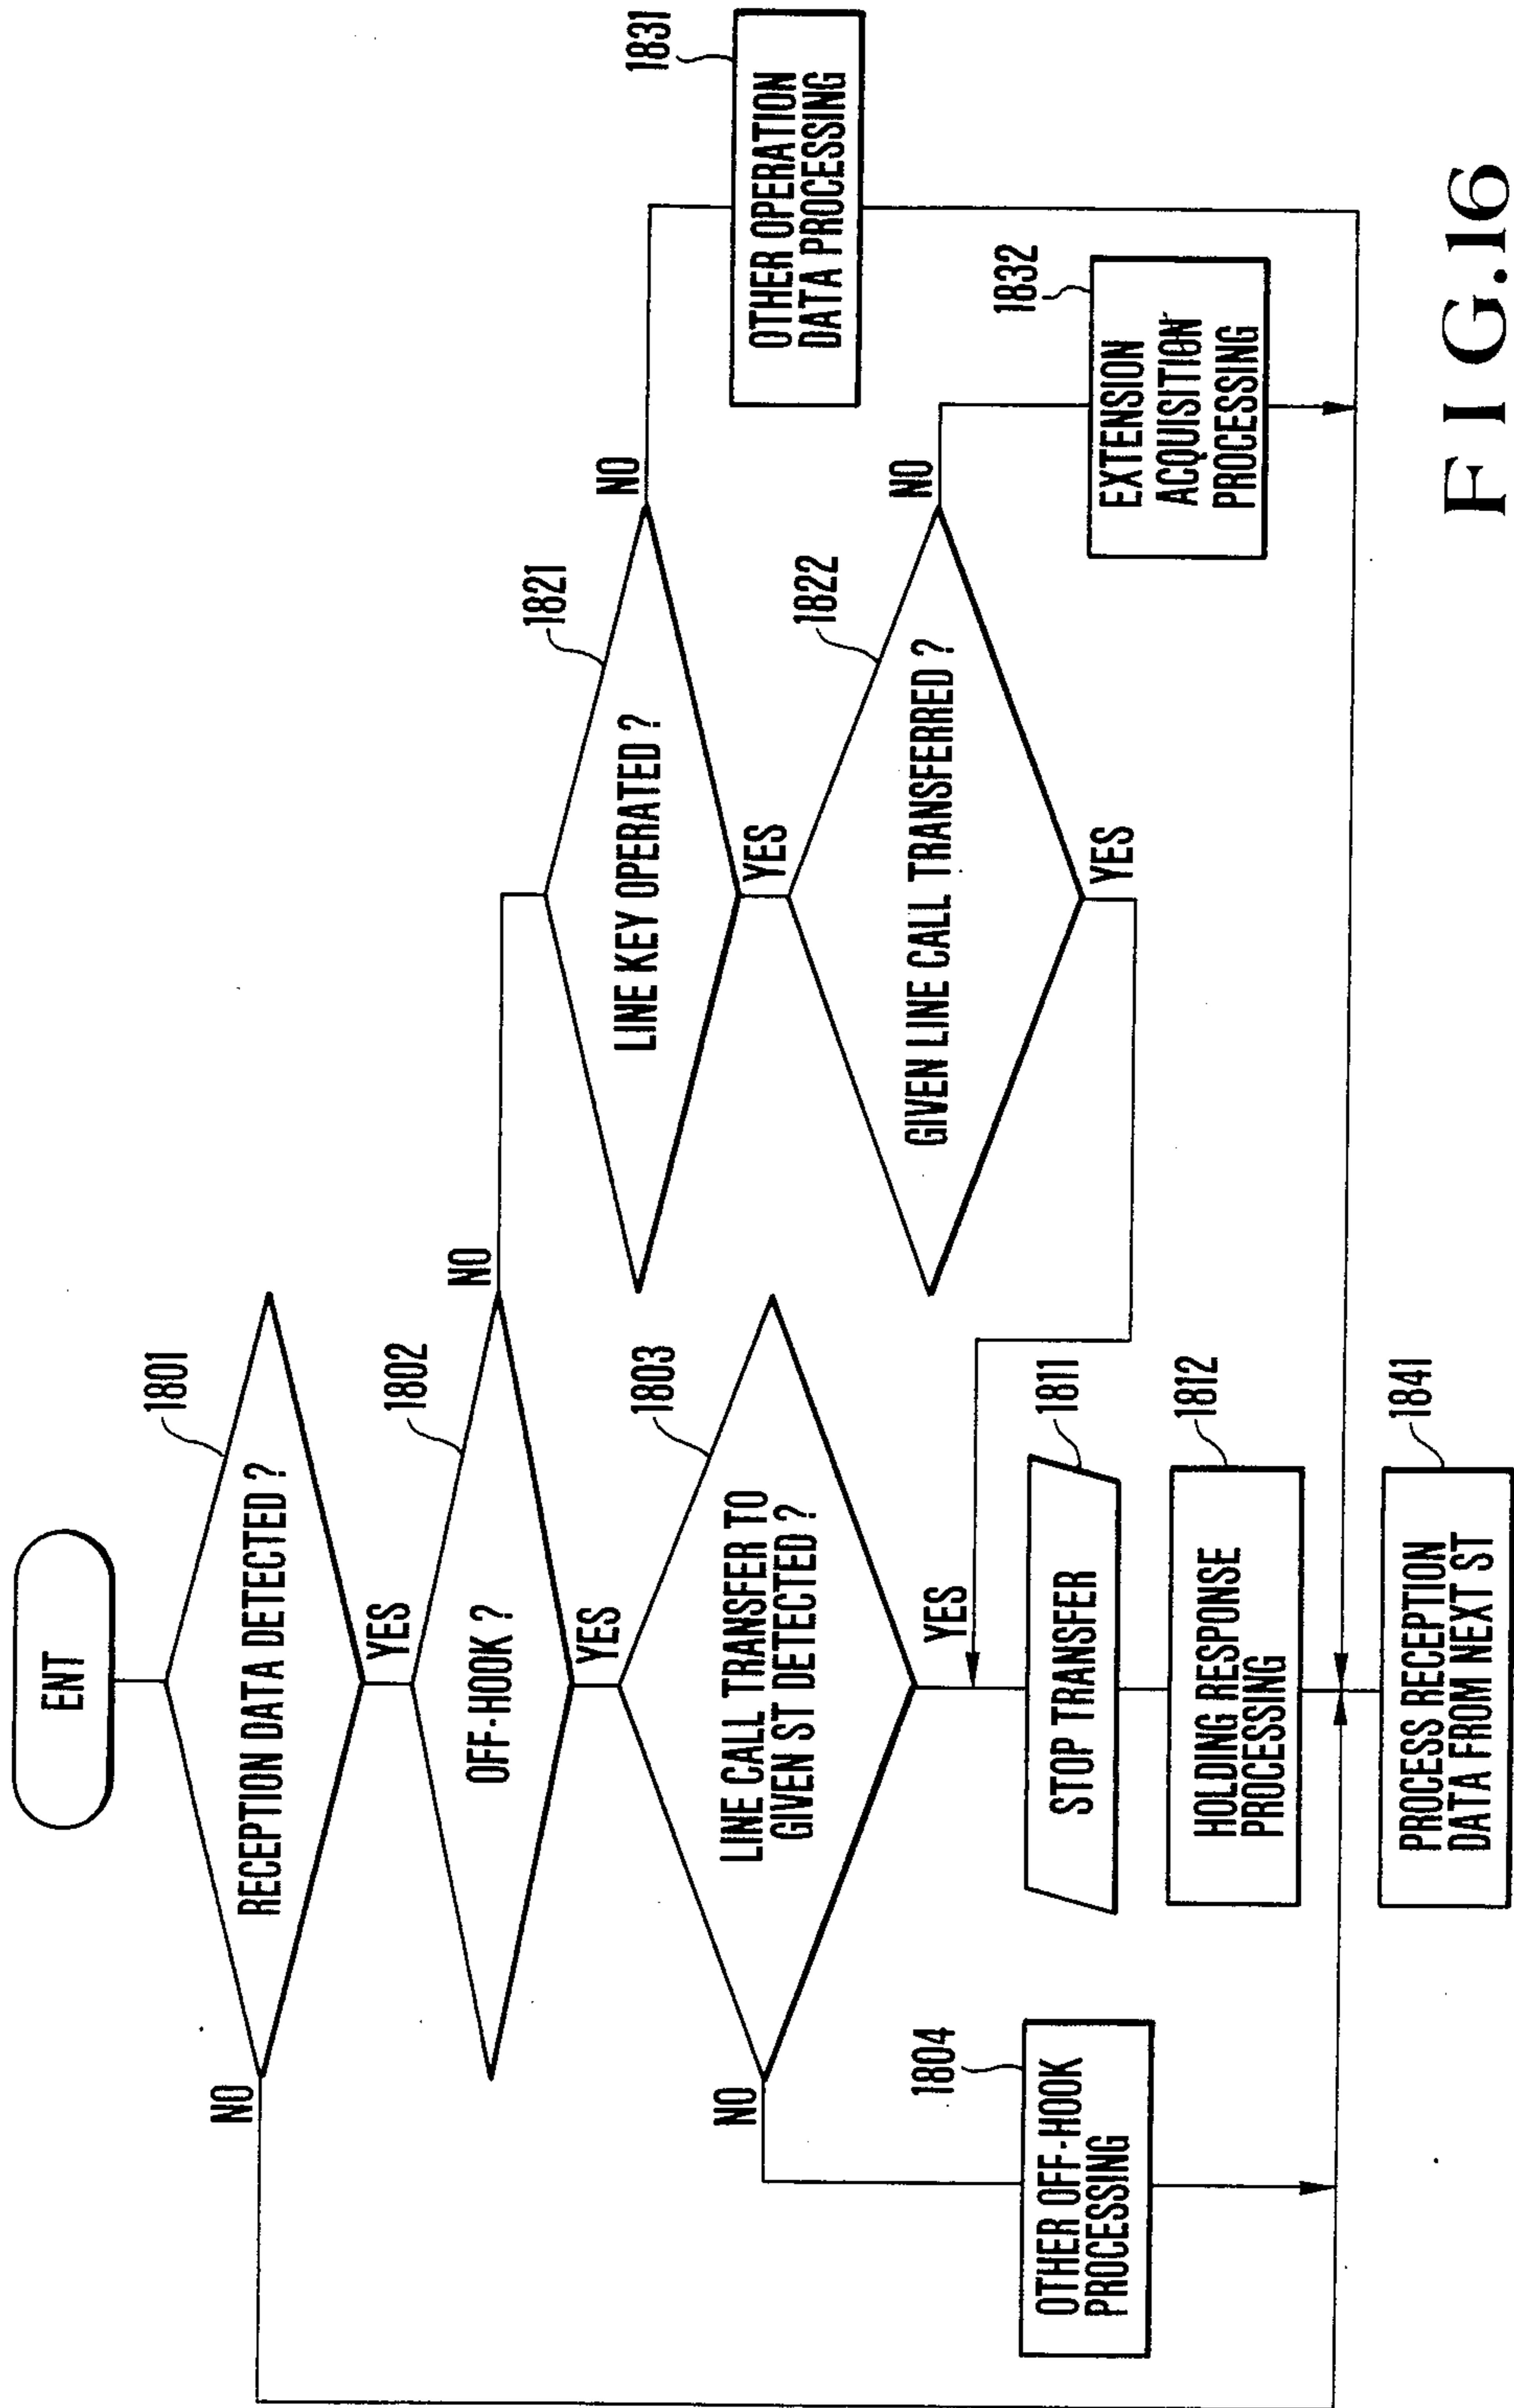 ENT
1801
RECEPTION DATA DETECTED ?
NO
YES
1802
OFF-HOOK ?
NO
YES
1803
LINE CALL TRANSFER TO
GIVEN ST DETECTED ?
NO
YES
1804
OTHER OFF-HOOK
PROCESSING
1811
STOP TRANSFER
1812
HOLDING RESPONSE
PROCESSING
1841
PROCESS RECEPTION
DATA FROM NEXT ST
1821
LINE KEY OPERATED ?
NO
YES
1822
GIVEN LINE CALL TRANSFERRED ?
NO
YES
1831
OTHER OPERATION
DATA PROCESSING
1832
EXTENSION
ACQUISITION
PROCESSING
FIG.16